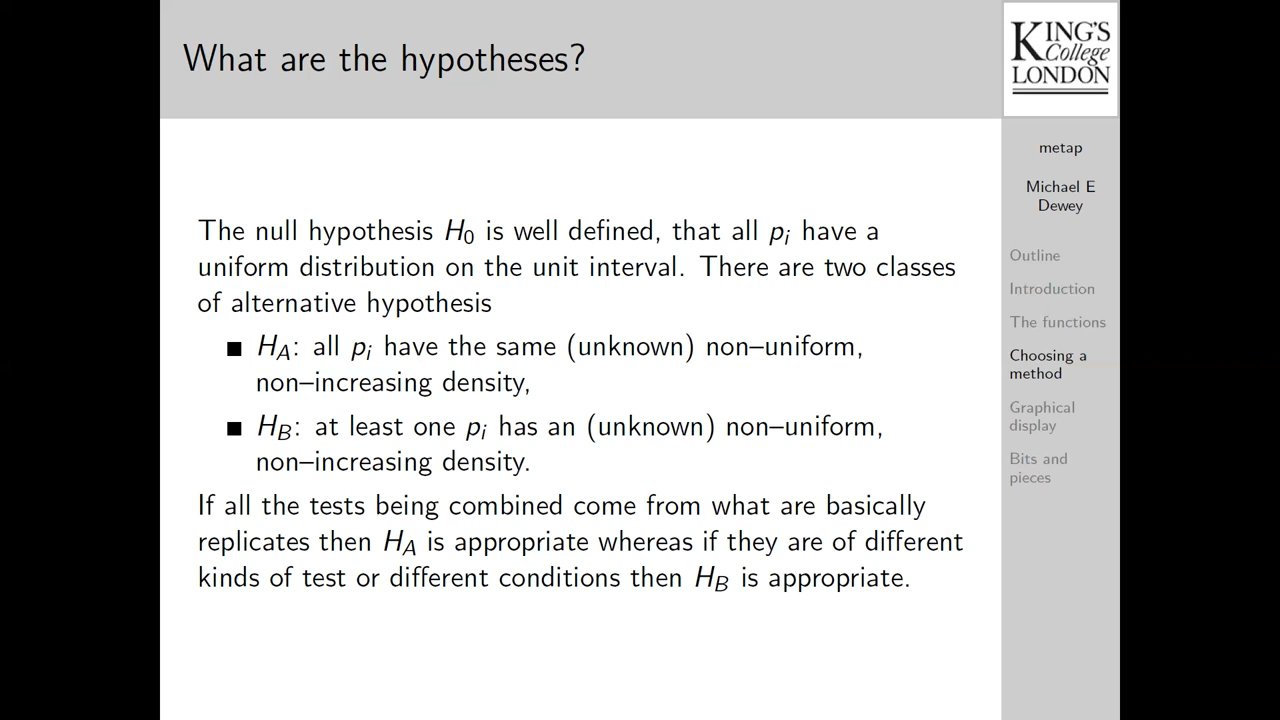 What are the hypotheses?
The null hypothesis H0 is well defined, that all pi have a
uniform distribution on the unit interval. There are two classes
of alternative hypothesis
■ HA: all pi have the same (unknown) non–uniform,
non–increasing density,
■ HB: at least one pi has an (unknown) non–uniform,
non–increasing density.
If all the tests being combined come from what are basically
replicates then HA is appropriate whereas if they are of different
kinds of test or different conditions then HB is appropriate.
KING'S
College
LONDON
metap
Michael E
Dewey
Outline
Introduction
The functions
Choosing a
method
Graphical
display
Bits and
pieces